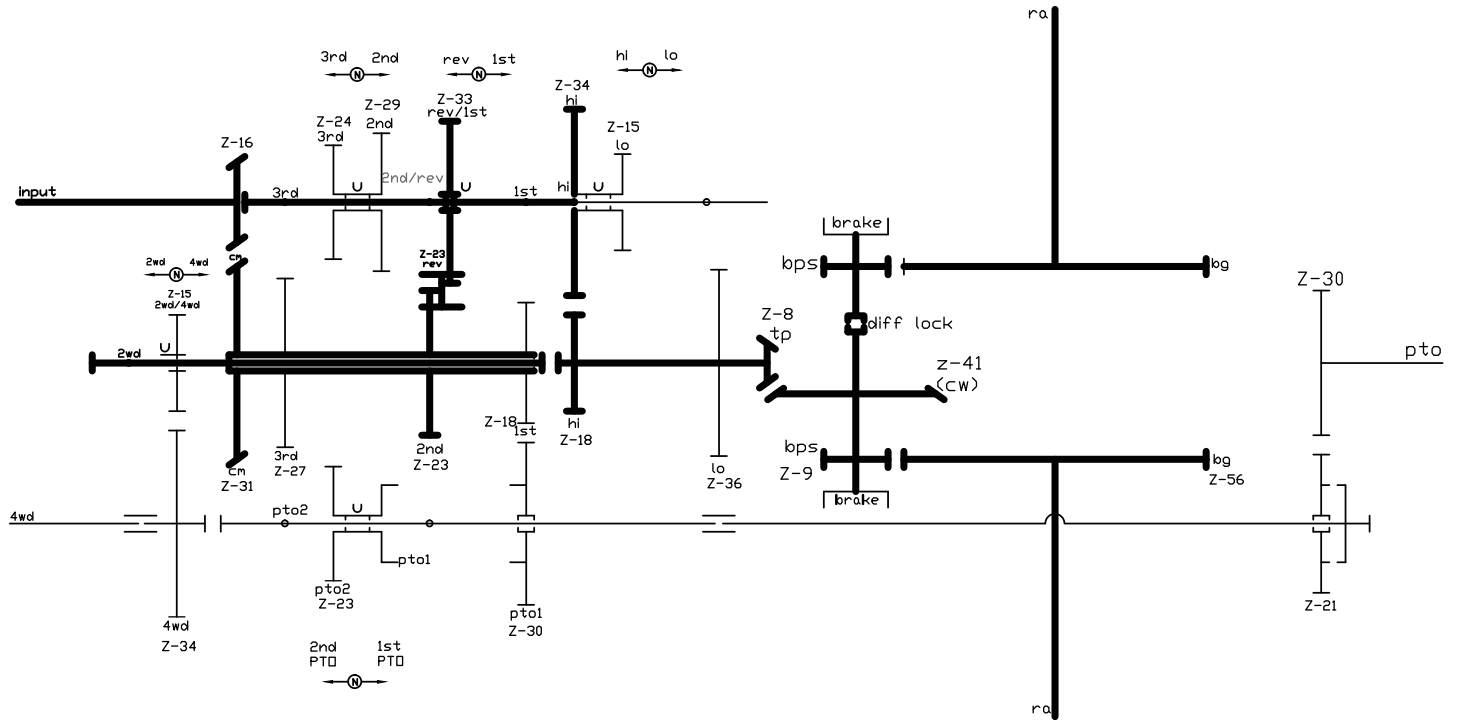 ra
3rd 2nd
rev 1st
hi lo
N
N
N
Z-34
hi
Z-33
rev/1st
Z-29
2nd
Z-24
3rd
Z-15
lo
Z-16
2nd/rev
input
3rd
U
U
1st
hi
U
brake
Z-23
rev
cm
2wd 4wd
N
bps
bg
Z-30
Z-15
2wd/4wd
Z-8
tp
diff lock
U
2wd
pto
z-41
(cw)
Z-18
1st
hi
Z-18
2nd
Z-23
bps
Z-9
bg
Z-56
3rd
Z-27
cm
Z-31
lo
Z-36
brake
4wd
pto2
U
pto1
pto2
Z-23
pto1
Z-30
Z-21
4wd
Z-34
2nd
PTO
1st
PTO
N
ra